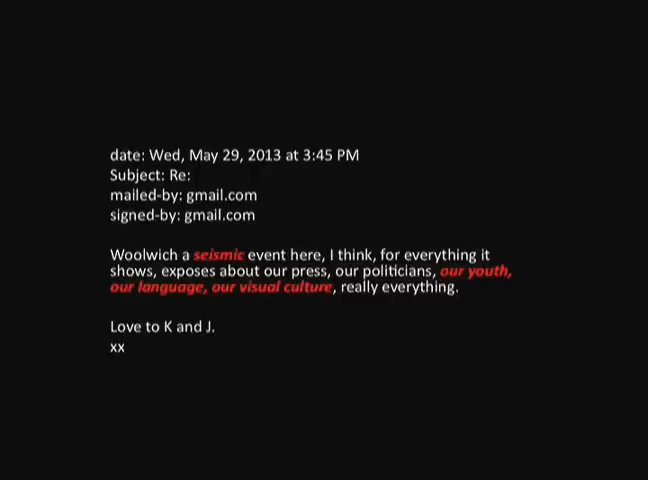 date: Wed, May 29, 2013 at 3:45 PM
Subject: Re:
mailed-by: gmail.com
signed-by: gmail.com
Woolwich a seismic event here, I think, for everything it
shows, exposes about our press, our politicians, our youth,
our language, our visual culture, really everything.
Love to K and J.
xx